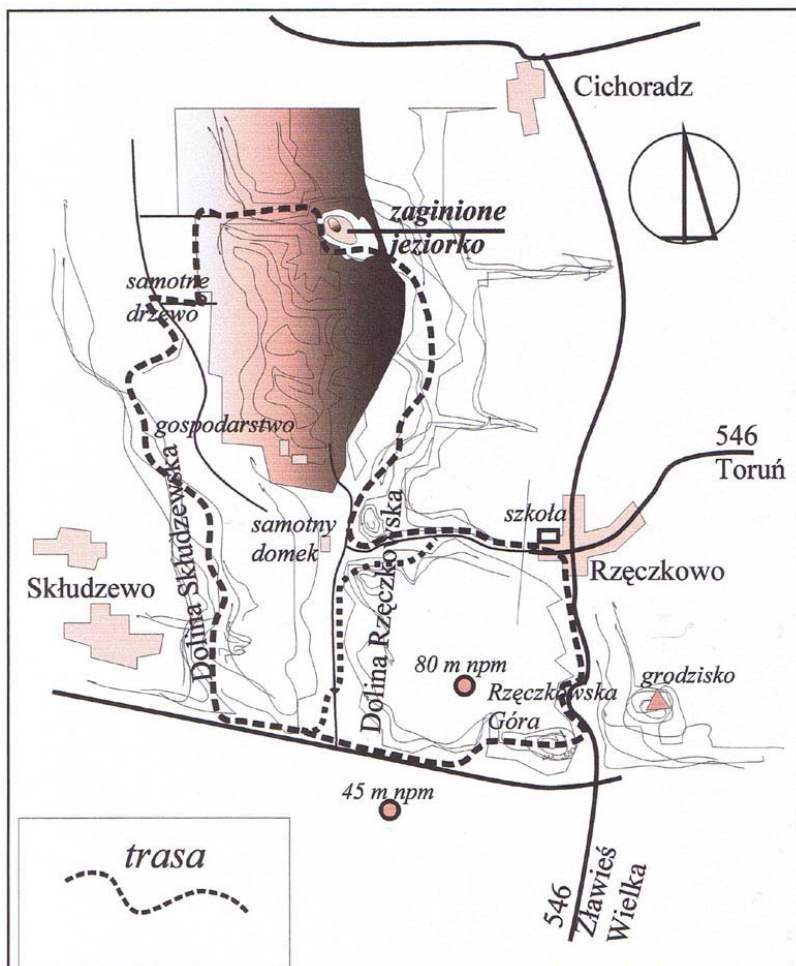 Cichoradz
zaginione
jeziorko
samotne
drzewo
gospodarstwo
Dolina Skłudzewska
546
Toruń
szkoła
samotny
domek
Dolina Rzęczkowska
Rzęczkowo
Skłudzewo
80 m npm
Rzęczkowska
Góra
grodzisko
45 m npm
trasa
546
Zławieś
Wielka